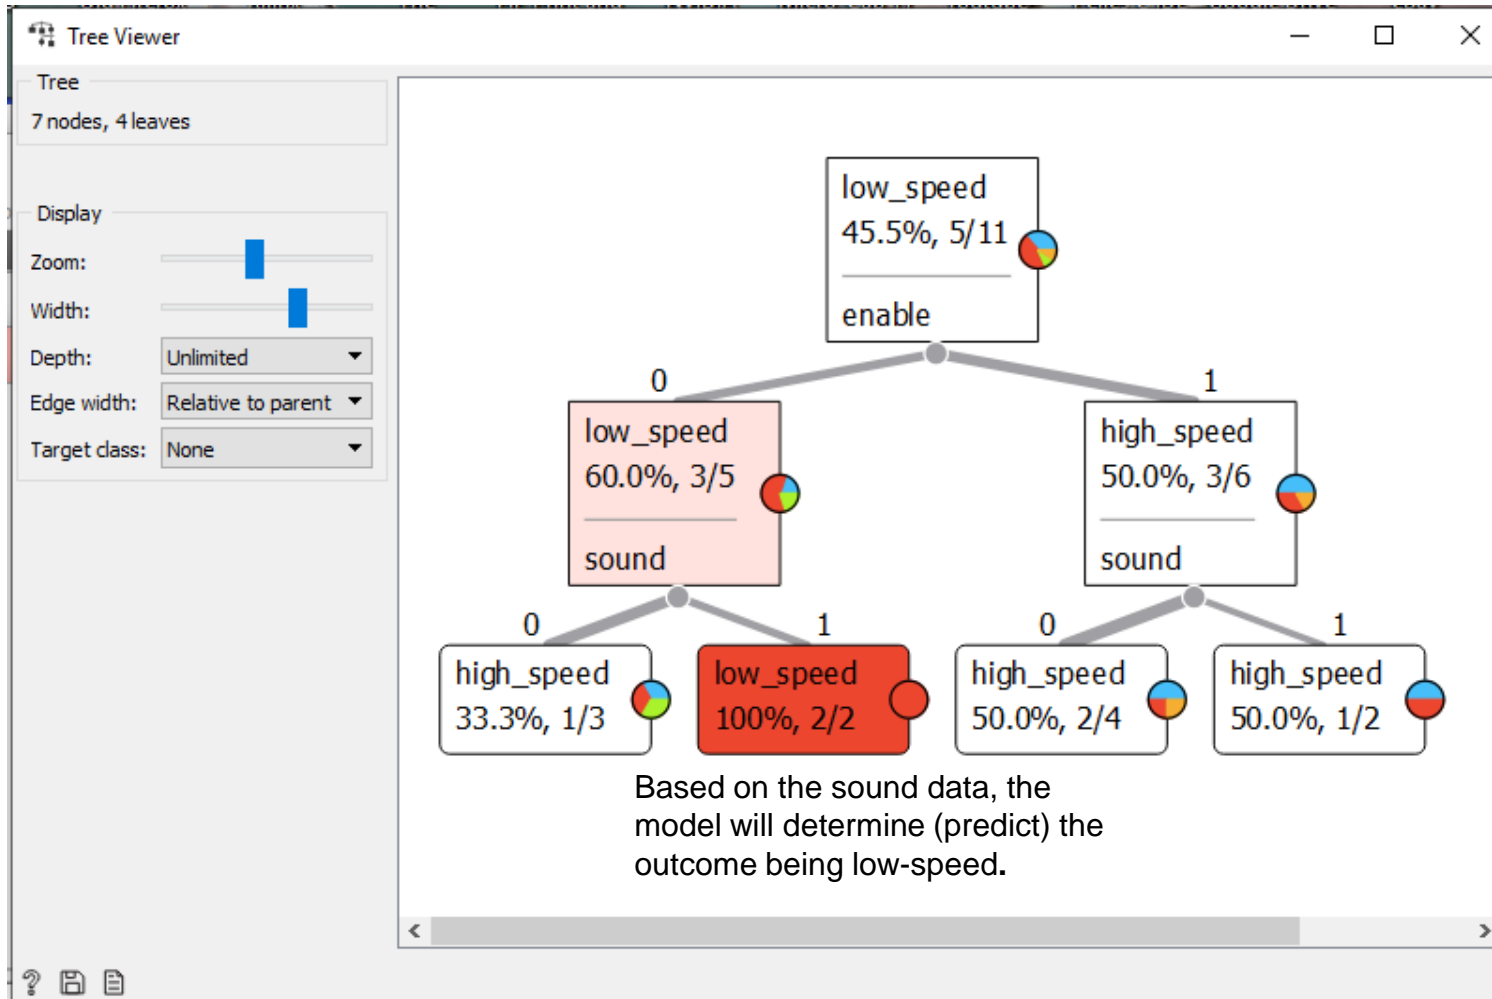 Tree Viewer
Tree
7 nodes, 4 leaves
Display
Zoom:
Width:
Depth: Unlimited
Edge width: Relative to parent
Target class: None
low_speed
45.5%, 5/11
enable
0 1
low_speed
60.0%, 3/5
sound
high_speed
50.0%, 3/6
sound
0 1 0 1
high_speed
33.3%, 1/3
low_speed
100%, 2/2
high_speed
50.0%, 2/4
high_speed
50.0%, 1/2
Based on the sound data, the
model will determine (predict) the
outcome being low-speed.